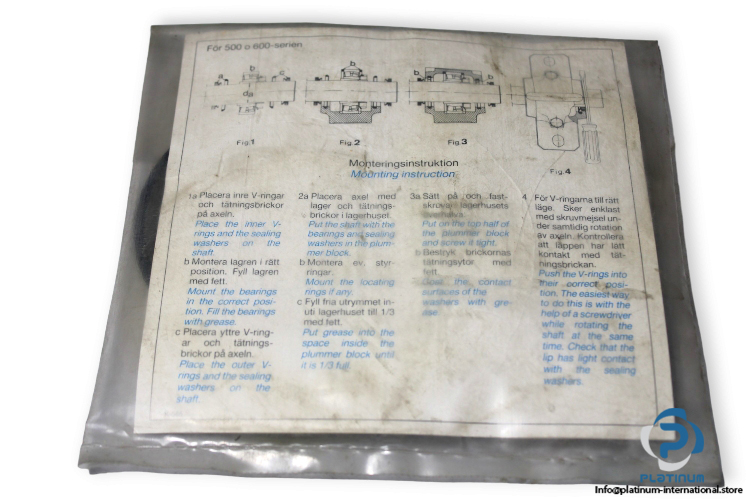 För 500 o 600-serien
a
b
c
da
b
a
b
Fig.1
Fig.2
Fig.3
Fig.4
Monteringsinstruktion
Mounting instruction
1a Placera inre V-ringar
och tätningsbrickor
på axeln.
Place the inner V-
rings and the sealing
washers on the
shaft.
b Montera lagren i rätt
position. Fyll lagren
med fett.
Mount the bearings
in the correct posi-
tion. Fill the bearings
with grease.
c Placera yttre V-ring-
ar och tätnings-
brickor på axeln.
Place the outer V-
rings and the sealing
washers on the
shaft.
2a Placera axel med
lager och tätnings-
brickor i lagerhuset.
Put the shaft with the
bearings and sealing
washers in the plum-
mer block.
b Montera ev. styr-
ringar.
Mount the locating
rings if any.
c Fyll fria utrymmet in-
uti lagerhuset till 1/3
med fett.
Put grease into the
space inside the
plummer block until
it is 1/3 full
3a Sätt på och fast-
skruva lagerhusets
överhalva.
Put on the top half of
the plummer block
and screw it tight.
b Bestryk brickornas
tätningsytor med
fett.
the contact
surfaces of the
washers with gre-
ase.
4 För V-ringarna till rätt
läge. Sker enklast
med skruvmejsel un-
der samtidig rotation
av axeln. Kontrollera
att läppen har lätt
kontakt med tät-
ningsbrickan.
Push the V-rings into
their correct posi-
tion. The easiest way
to do this is with the
help of a screwdriver
while rotating the
shaft at the same
time. Check that the
lip has light contact
with the sealing
washers.
PLATINUM
Info@platinum-international.store